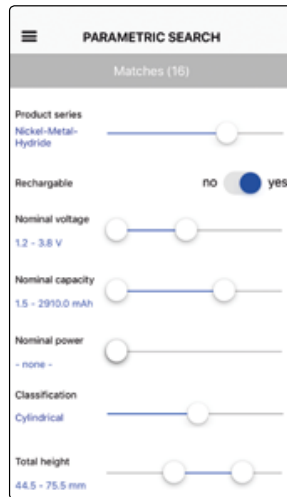 PARAMETRIC SEARCH
Matches (16)
Product series
Nickel-Metal-
Hydride
Rechargable
no
yes
Nominal voltage
1.2 - 3.8 V
Nominal capacity
1.5 - 2910.0 mAh
Nominal power
- none -
Classification
Cylindrical
Total height
44.5 - 75.5 mm